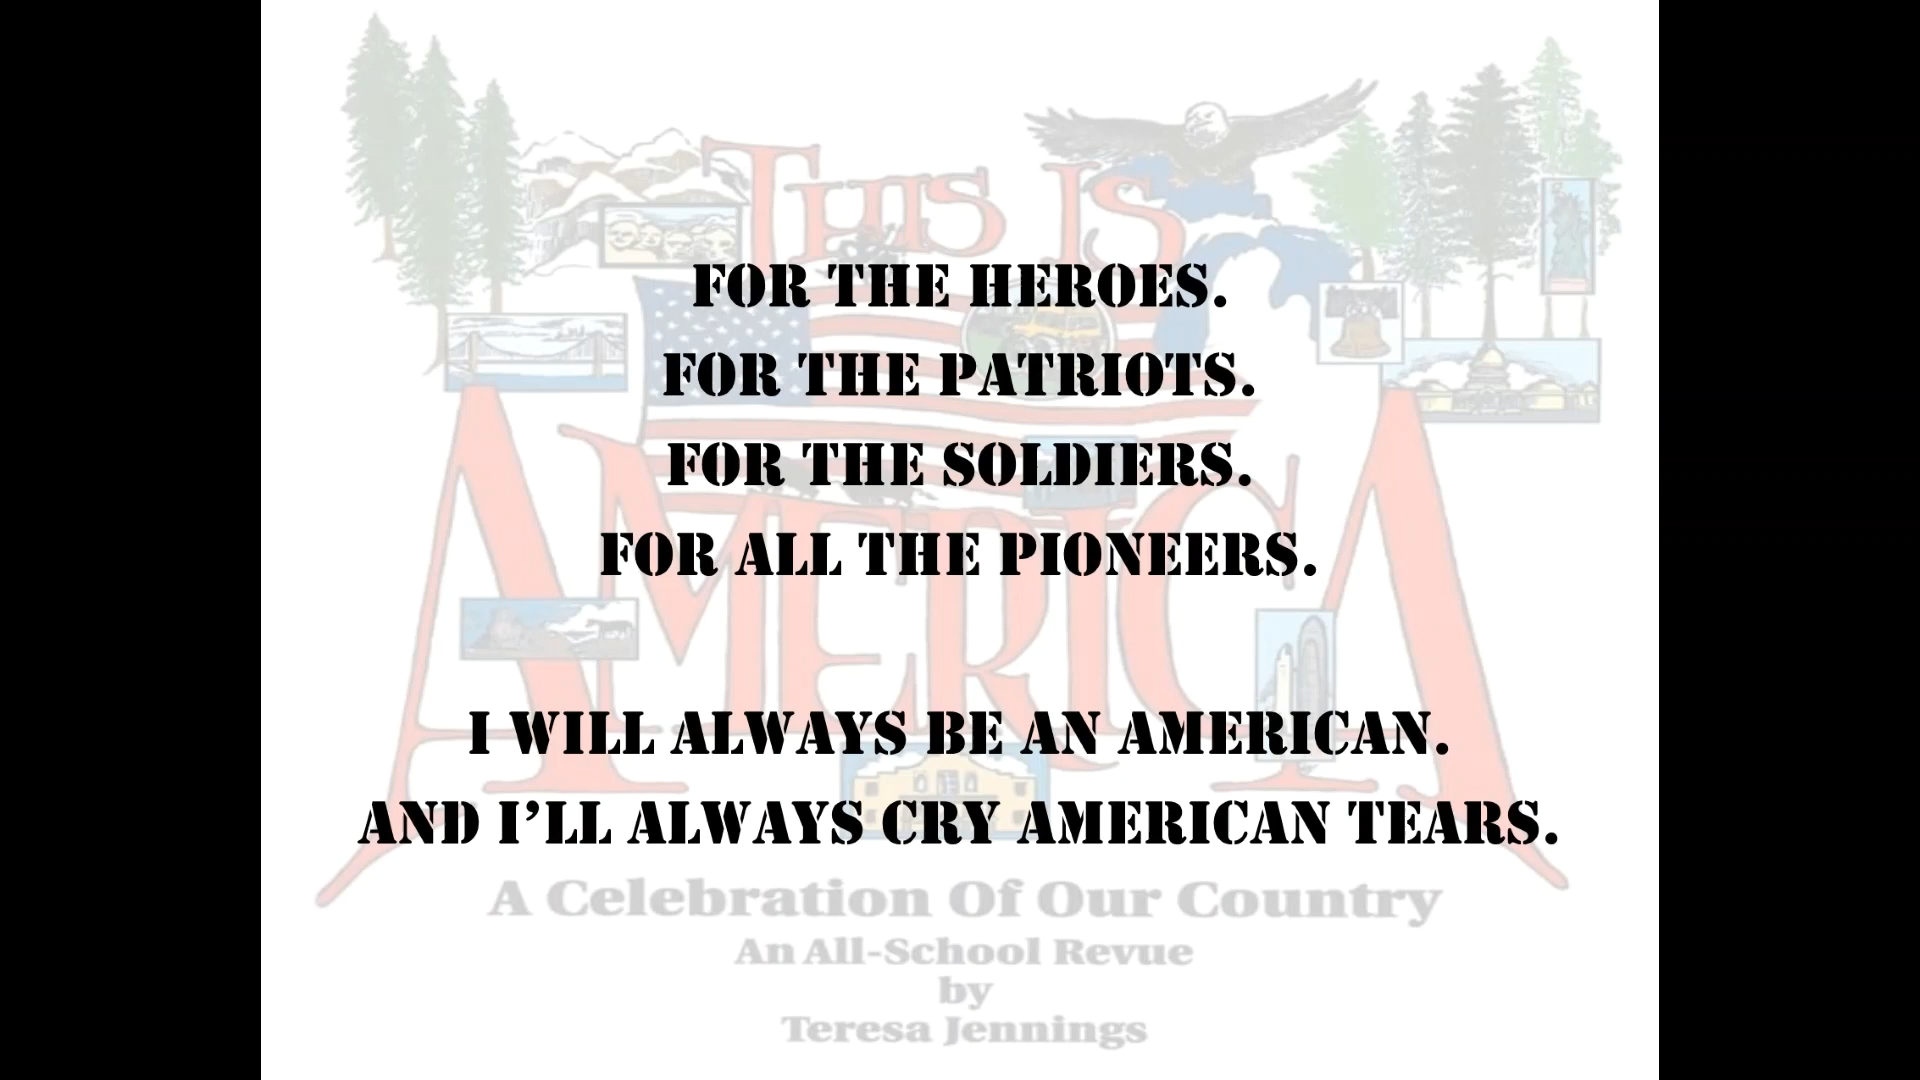 THIS IS
FOR THE HEROES.
FOR THE PATRIOTS.
FOR THE SOLDIERS.
FOR ALL THE PIONEERS.
AMERICA
I WILL ALWAYS BE AN AMERICAN.
AND I’LL ALWAYS CRY AMERICAN TEARS.
A Celebration Of Our Country
An All-School Revue
by
Teresa Jennings